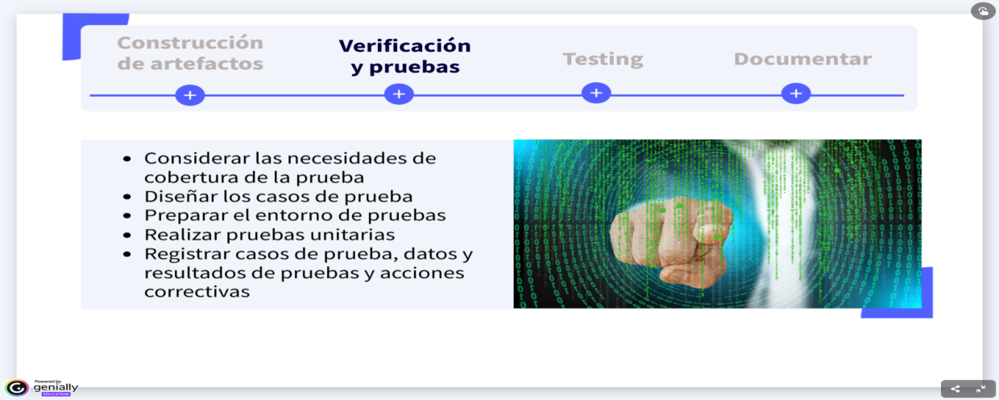 Construcción
de artefactos
Verificación
y pruebas
Testing
Documentar
Considerar las necesidades de
cobertura de la prueba
Diseñar los casos de prueba
Preparar el entorno de pruebas
Realizar pruebas unitarias
Registrar casos de prueba, datos y
resultados de pruebas y acciones
correctivas
Powered by
genially
EDUCATION